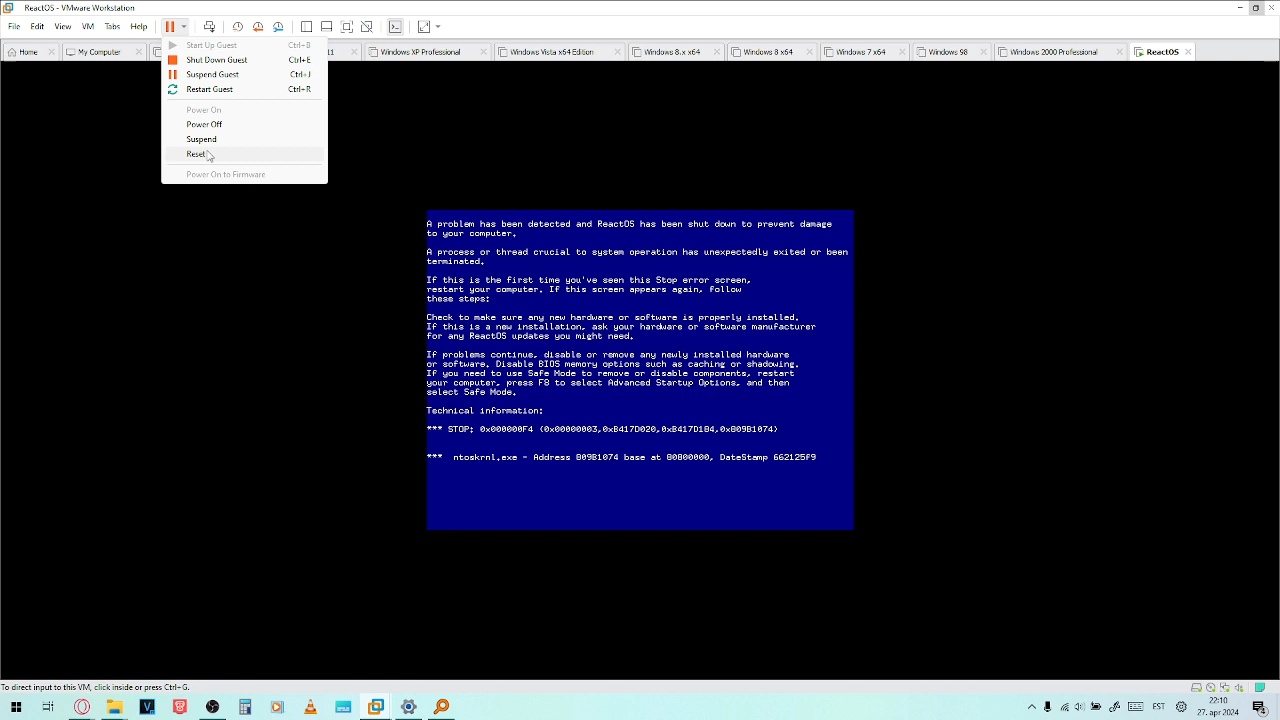 ReactOS - VMware Workstation
File Edit View VM Tabs Help
Home My Computer 11 Windows XP Professional Windows Vista x64 Edition Windows 8.x x64 Windows 8 x64 Windows 7 x64 Windows 98 Windows 2000 Professional ReactOS
Start Up Guest Ctrl+B
Shut Down Guest Ctrl+E
Suspend Guest Ctrl+J
Restart Guest Ctrl+R
Power On
Power Off
Suspend
Reset
Power On to Firmware
A problem has been detected and ReactOS has been shut down to prevent damage
to your computer.
A process or thread crucial to system operation has unexpectedly exited or been
terminated.
If this is the first time you've seen this Stop error screen,
restart your computer. If this screen appears again, follow
these steps:
Check to make sure any new hardware or software is properly installed.
If this is a new installation, ask your hardware or software manufacturer
for any ReactOS updates you might need.
If problems continue, disable or remove any newly installed hardware
or software. Disable BIOS memory options such as caching or shadowing.
If you need to use Safe Mode to remove or disable components, restart
your computer, press F8 to select Advanced Startup Options, and then
select Safe Mode.
Technical information:
*** STOP: 0x000000F4 (0x00000003,0xB417D020,0xB417D184,0x809B1074)
*** ntoskrnl.exe - Address 809B1074 base at 80800000, DateStamp 662125f9
To direct input to this VM, click inside or press Ctrl+G.
EST
22:10
27.apr 2024